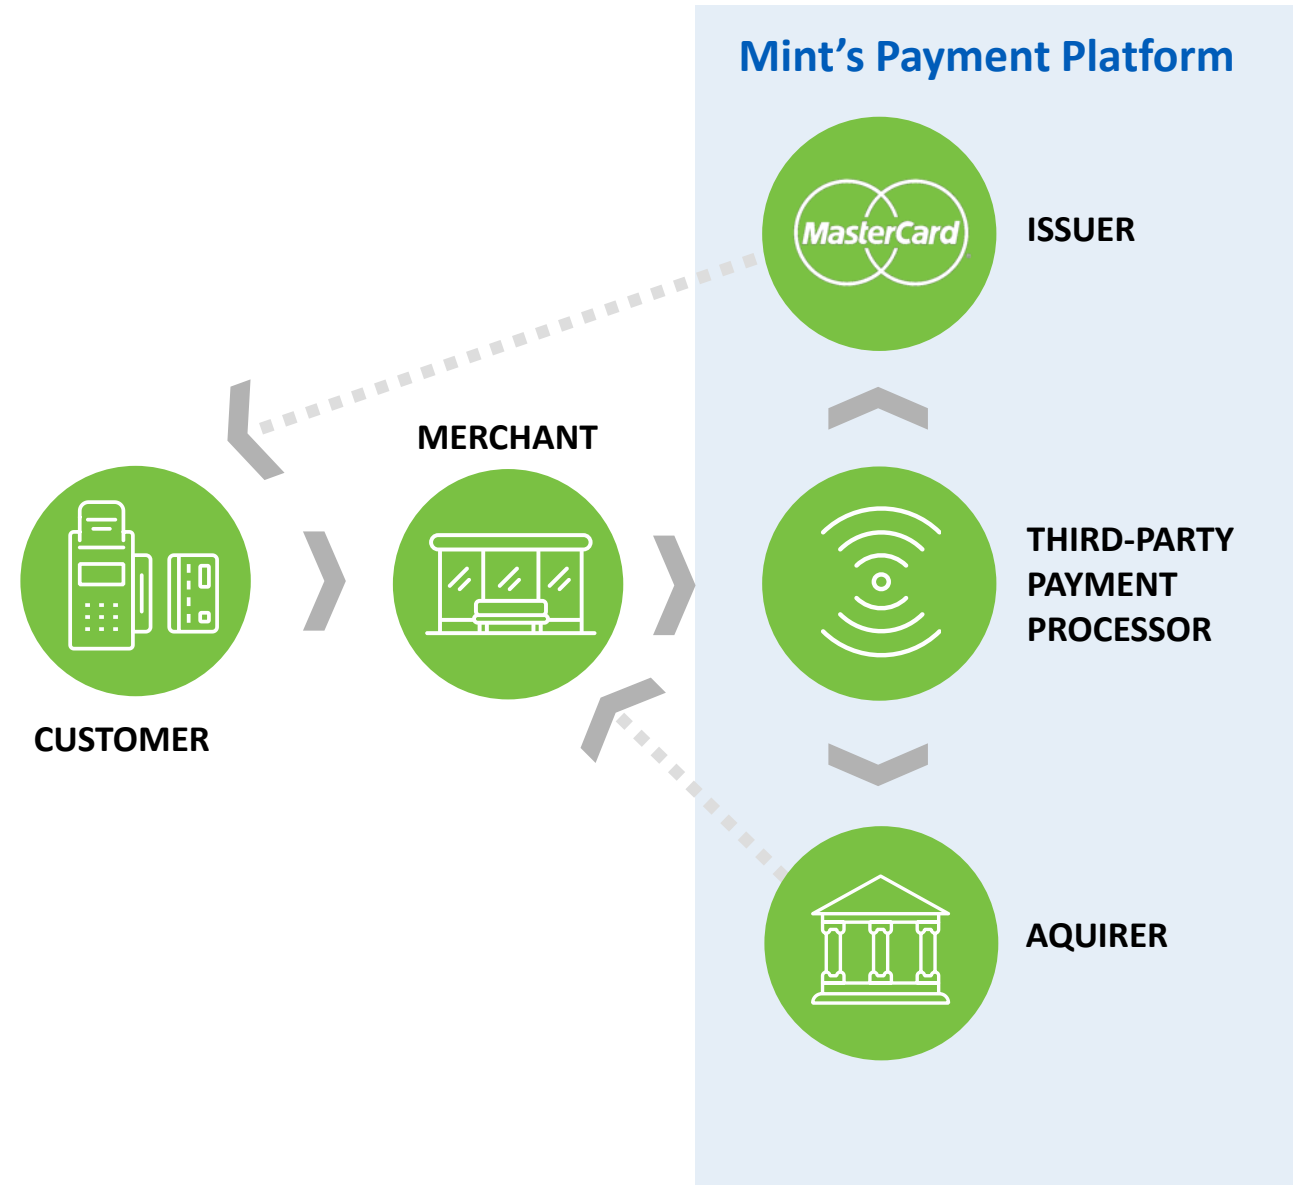 Mint’s Payment Platform
MasterCard
ISSUER
MERCHANT
THIRD-PARTY
PAYMENT
PROCESSOR
CUSTOMER
AQUIRER